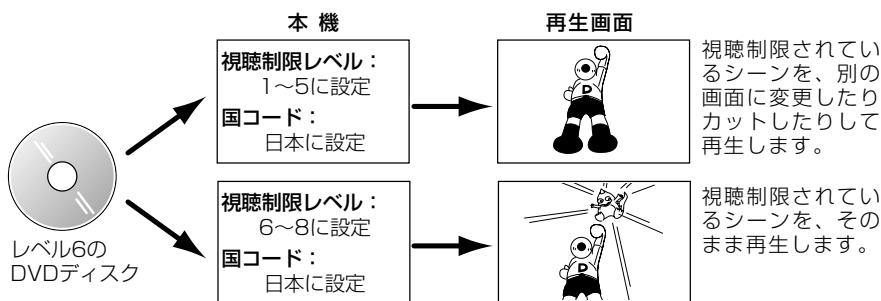 本 機
再生画面
視聴制限レベル：
1～5に設定
国コード：
日本に設定
D
視聴制限されてい
るシーンを、別の
画面に変更したり
カットしたりして
再生します。
レベル6の
DVDディスク
視聴制限レベル：
6～8に設定
国コード：
日本に設定
D
視聴制限されてい
るシーンを、その
まま再生します。